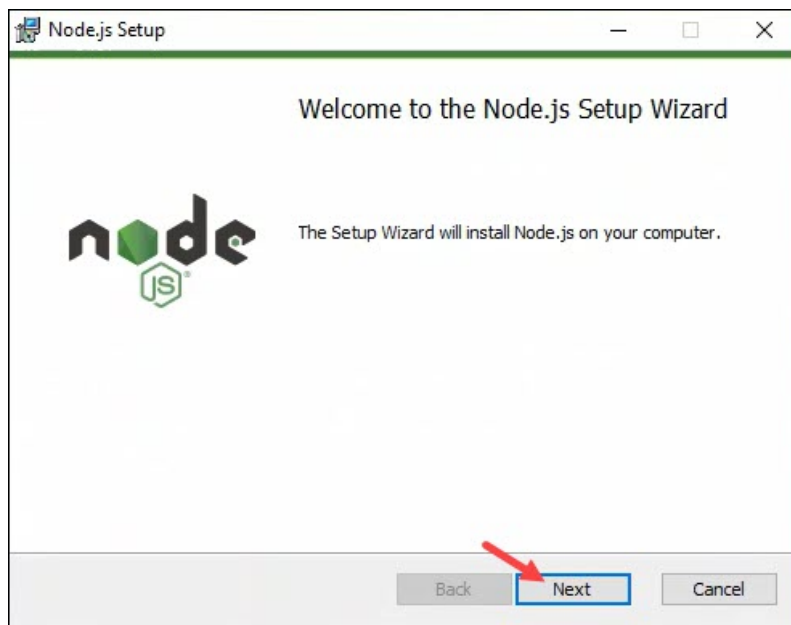 Node.js Setup
Welcome to the Node.js Setup Wizard
The Setup Wizard will install Node.js on your computer.
node
JS®
Back Next Cancel